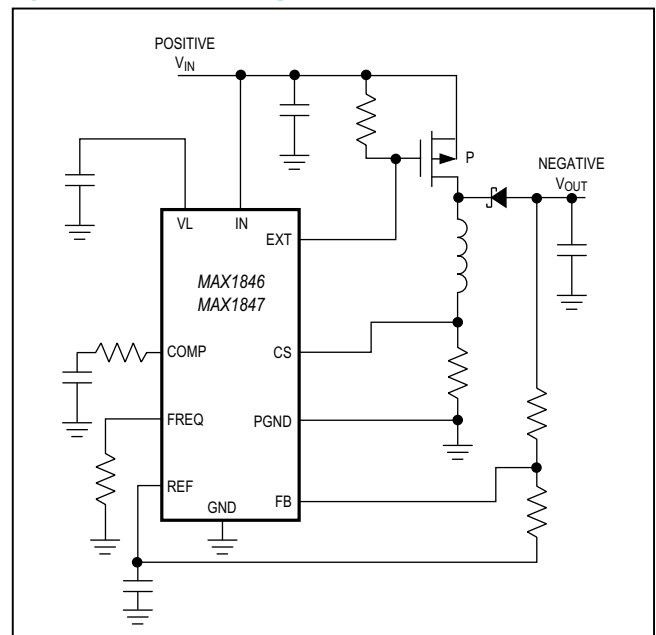 POSITIVE
VIN
P
NEGATIVE
VOUT
VL
IN
EXT
MAX1846
MAX1847
COMP
CS
FREQ
PGND
REF
GND
FB